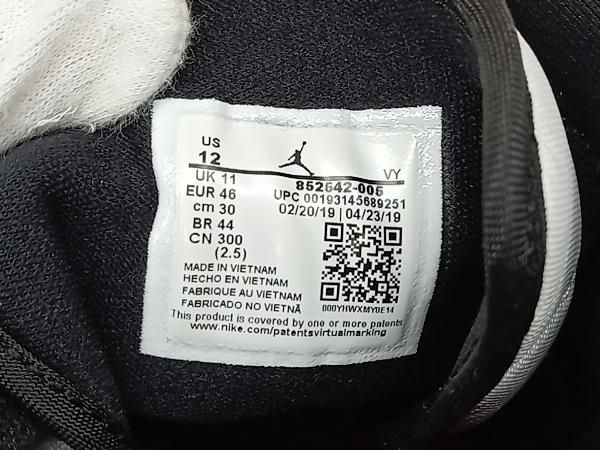 US
12
VY
UK 11
EUR 46
cm 30
BR 44
CN 300
(2.5)
852542-005
UPC 00193145689251
02/20/19 | 04/23/19
MADE IN VIETNAM
HECHO EN VIETNAM
FABRIQUE AU VIETNAM
FABRICADO NO VIETNÃ
000YHWXMY0E14
This product is covered by one or more patents
www.nike.com/patentsvirtualmarking